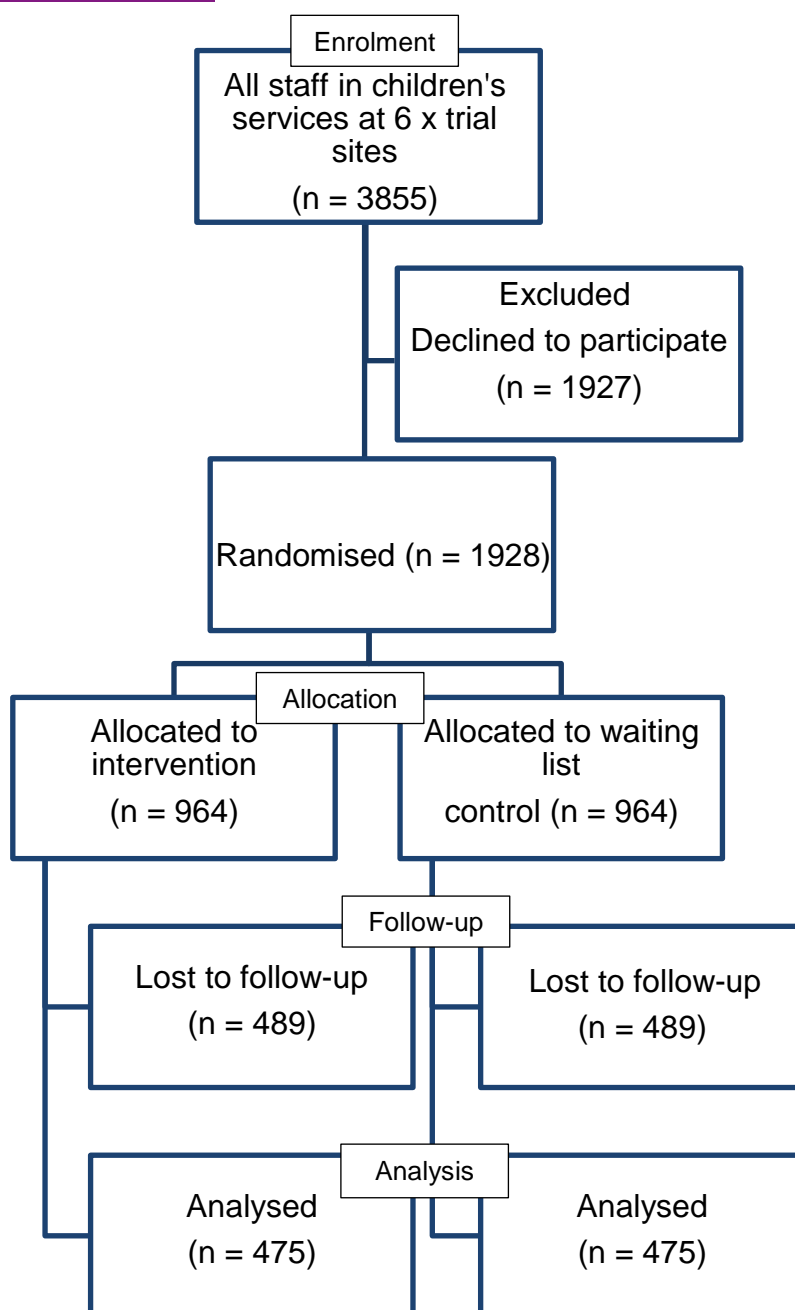 Enrolment
All staff in children's
services at 6 x trial
sites
(n = 3855)
Excluded
Declined to participate
(n = 1927)
Randomised (n = 1928)
Allocation
Allocated to
intervention
(n = 964)
Allocated to waiting
list
control (n = 964)
Follow-up
Lost to follow-up
(n = 489)
Lost to follow-up
(n = 489)
Analysis
Analysed
(n = 475)
Analysed
(n = 475)